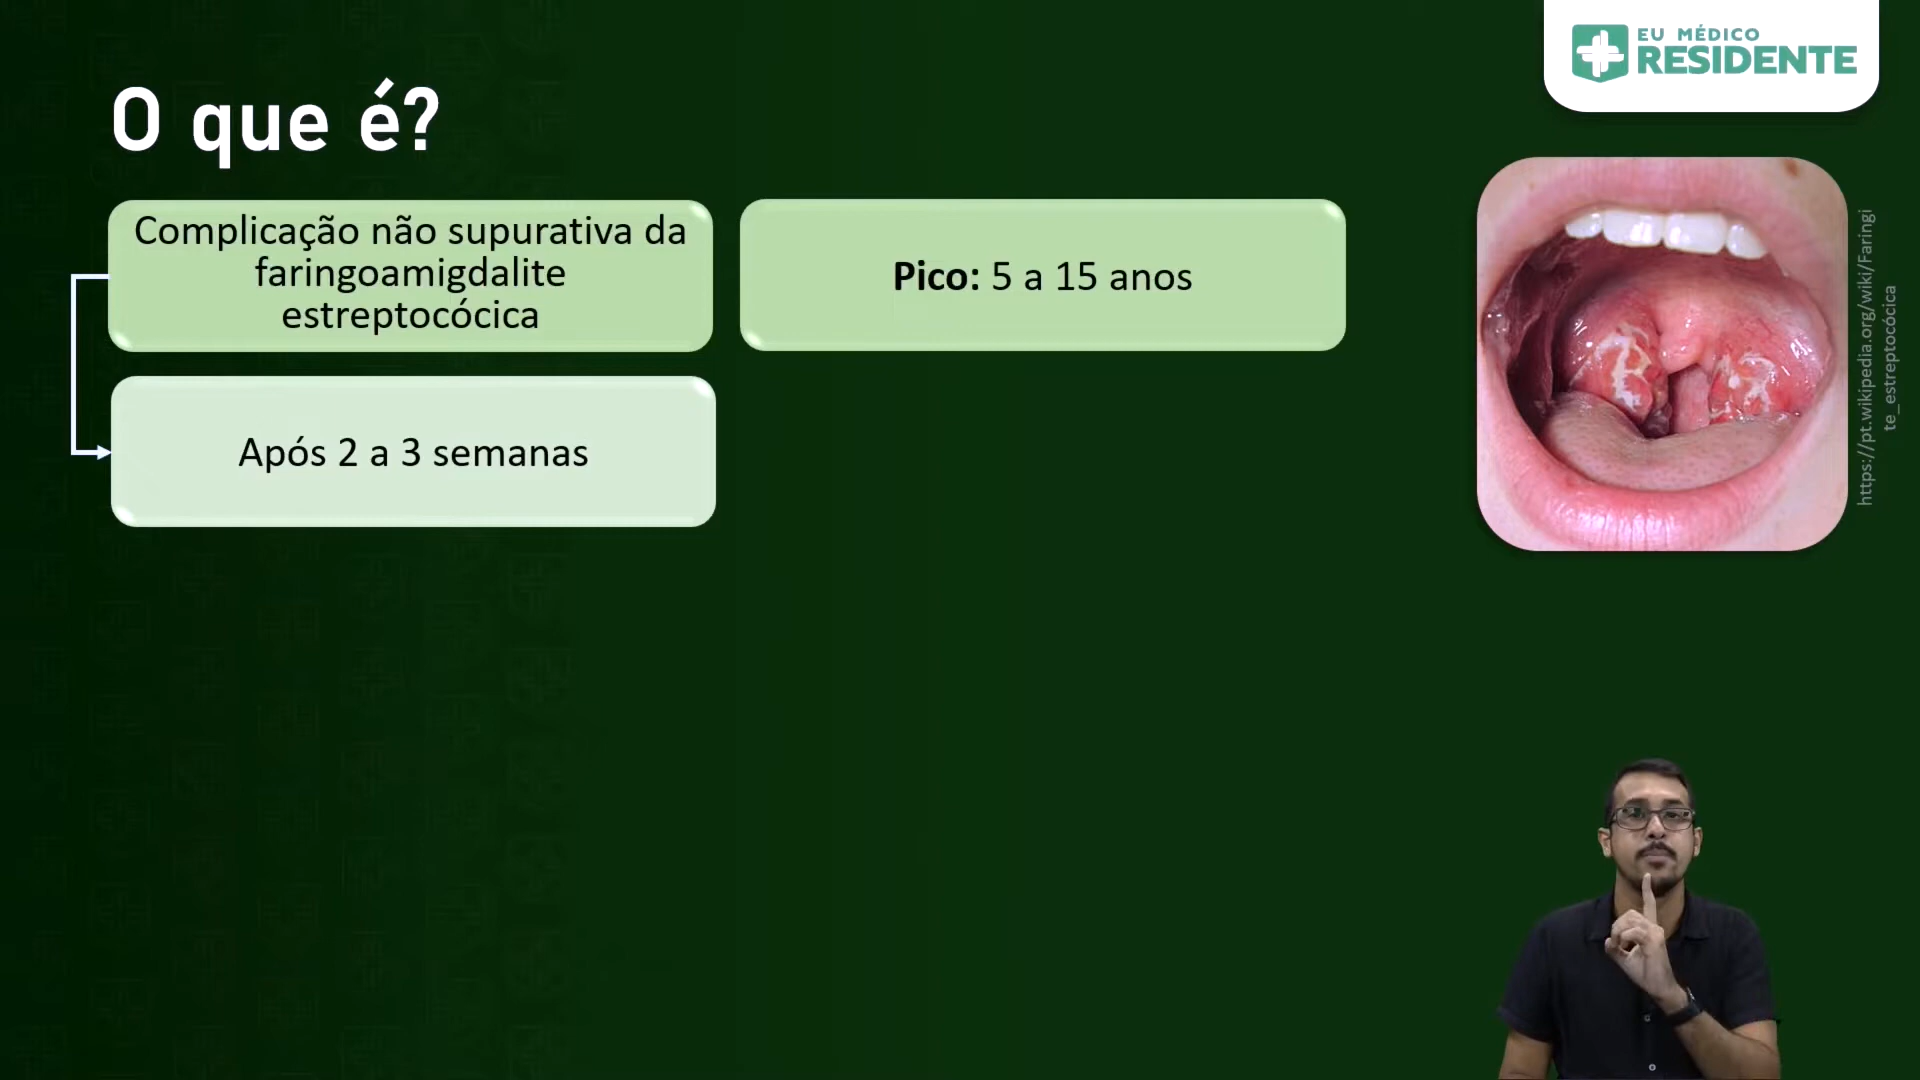 EU MÉDICO
RESIDENTE
O que é?
Complicação não supurativa da
faringoamigdalite
estreptocócica
Pico: 5 a 15 anos
Após 2 a 3 semanas
https://pt.wikipedia.org/wiki/Faringi
te_estreptocócica